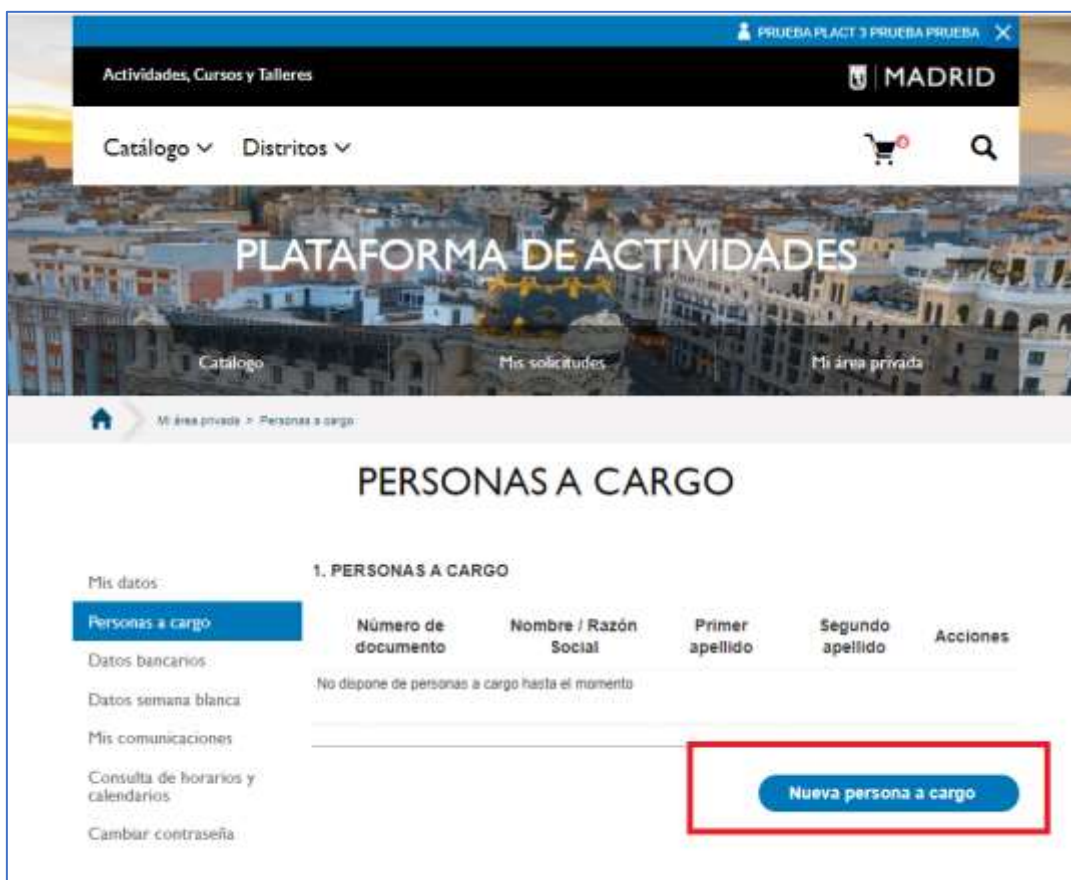 PRUEBA PLACT 3 PRUEBA PRUEBA
Actividades, Cursos y Talleres
MADRID
Catálogo Distritos
0
PLATAFORMA DE ACTIVIDADES
Catálogo Mis solicitudes Mi área privada
Mi área privada > Personas a cargo
PERSONAS A CARGO
Mis datos
Personas a cargo
Datos bancarios
Datos semana blanca
Mis comunicaciones
Consulta de horarios y
calendarios
Cambiar contraseña
1. PERSONAS A CARGO
Número de documento Nombre / Razón Social Primer apellido Segundo apellido Acciones
No dispone de personas a cargo hasta el momento
Nueva persona a cargo